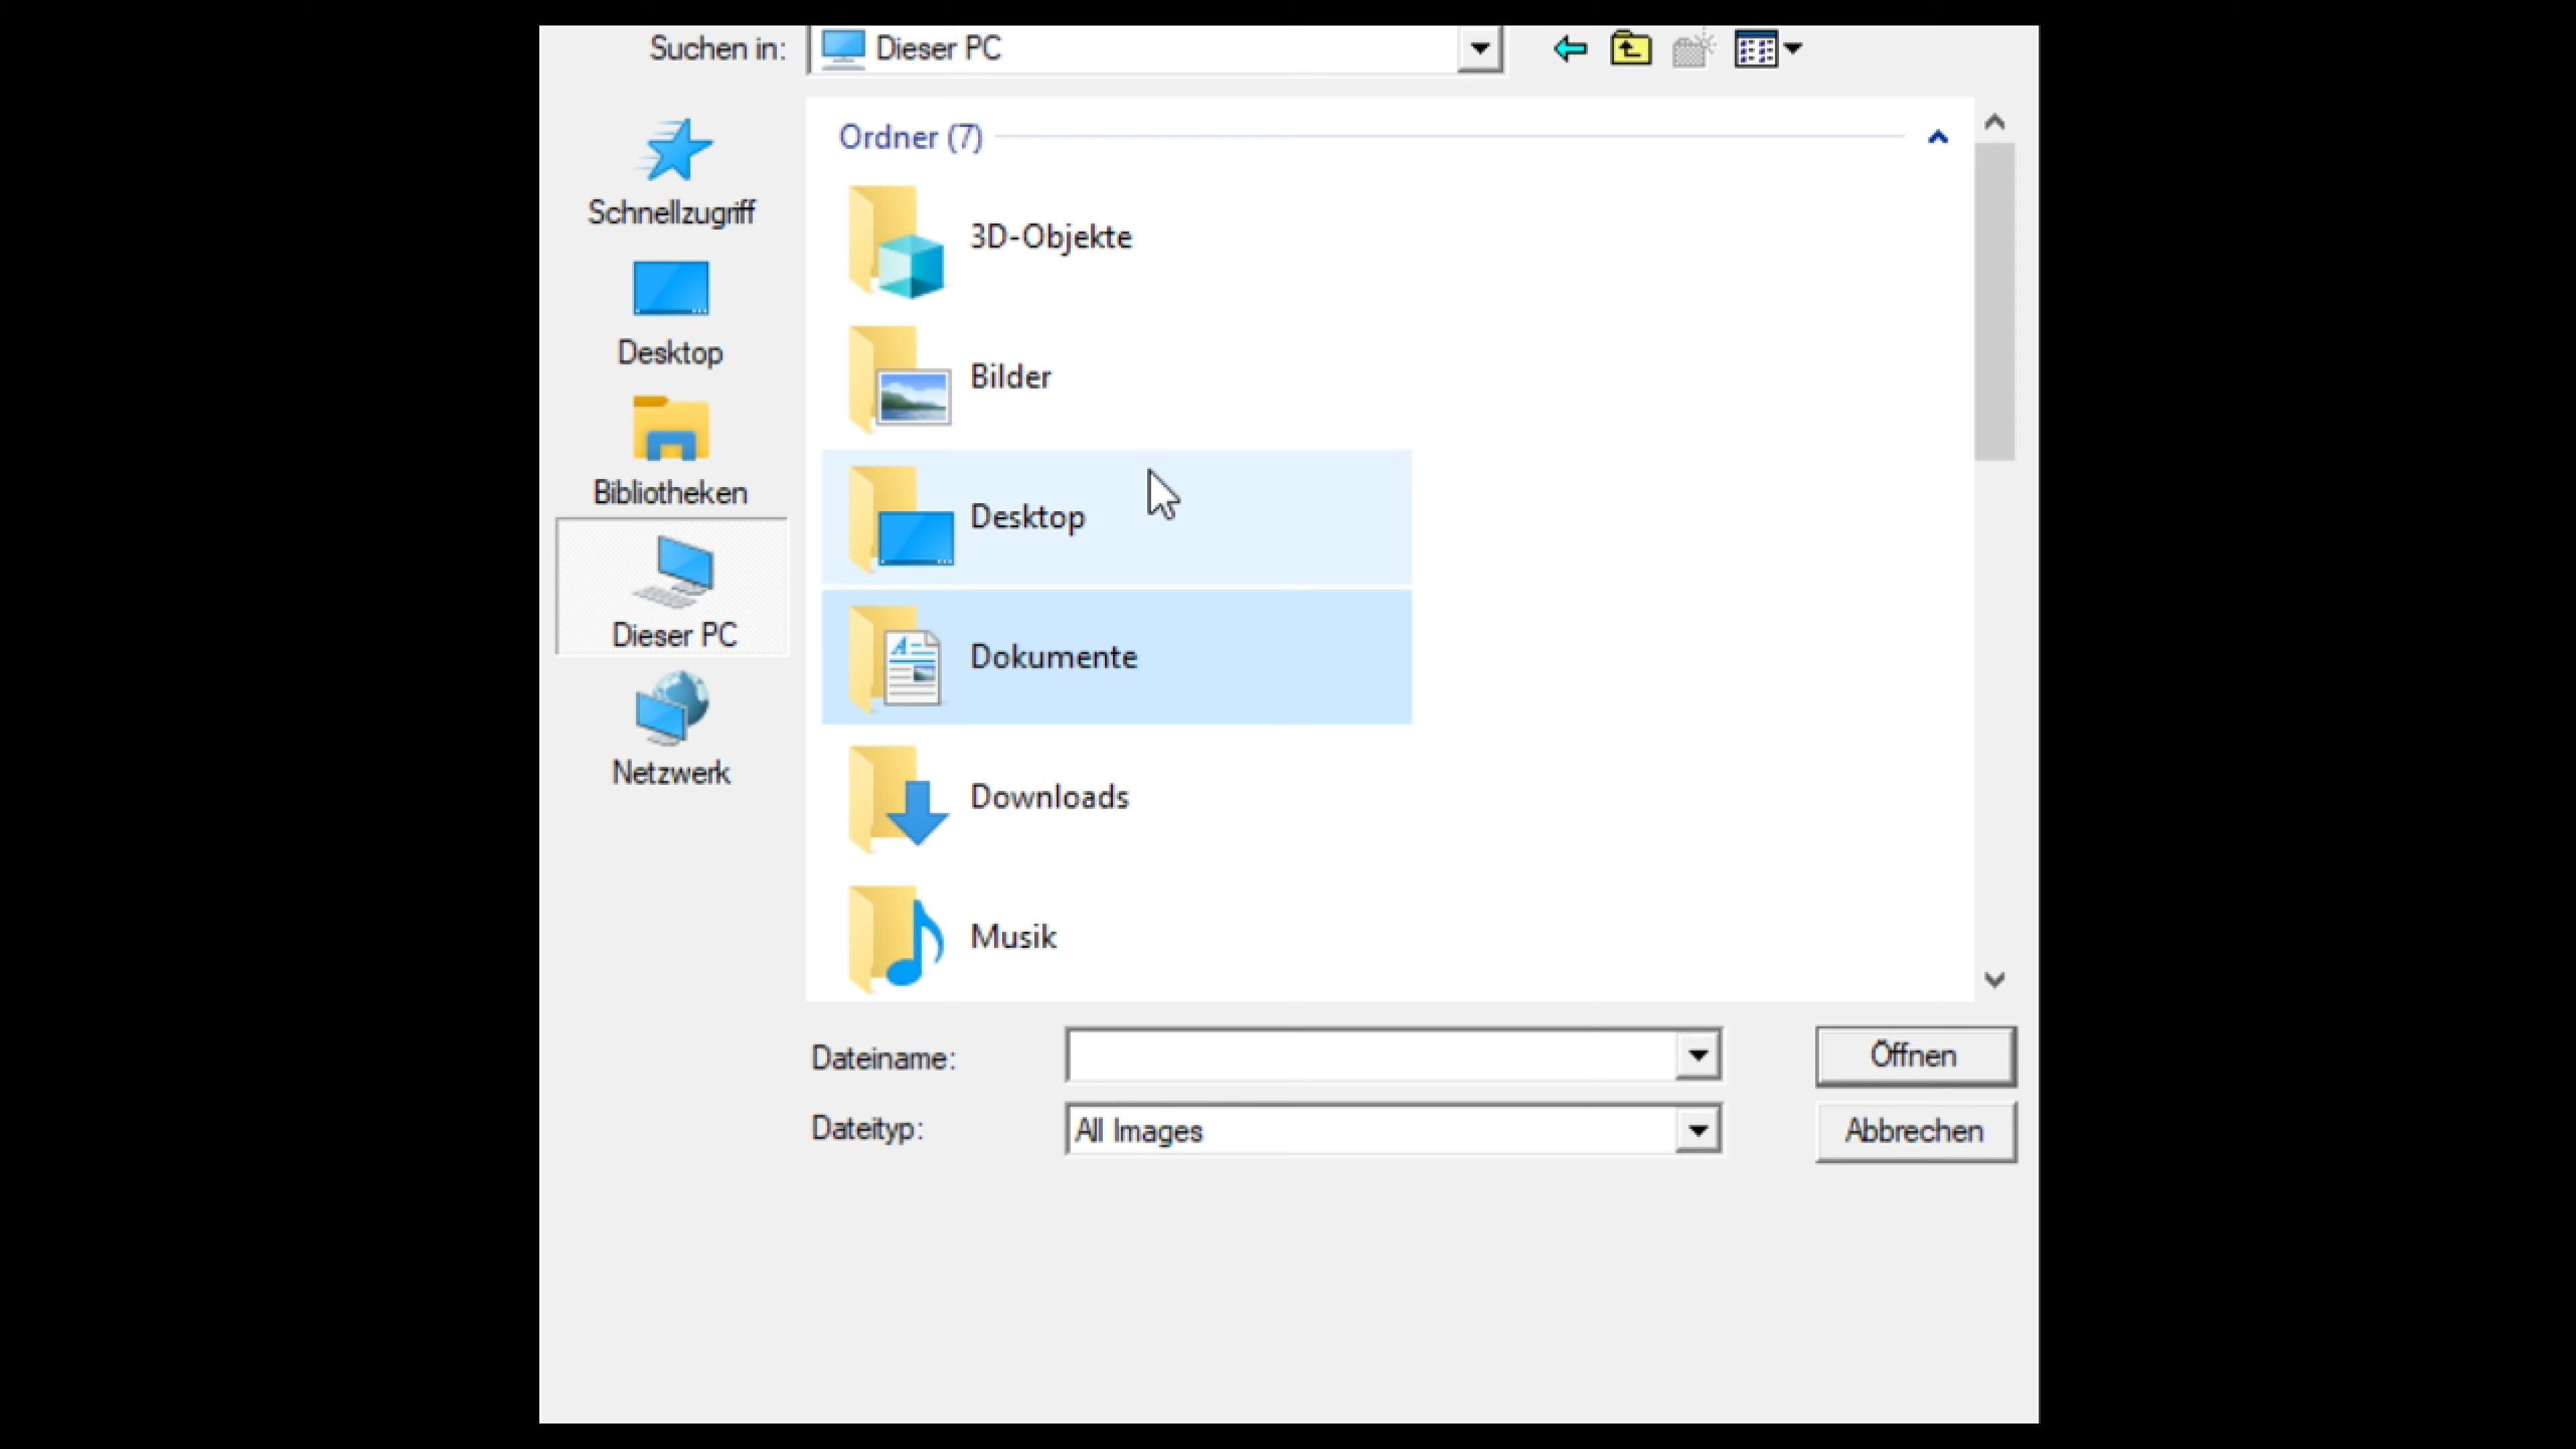 Suchen in:
Dieser PC
Schnellzugriff
Desktop
Bibliotheken
Dieser PC
Netzwerk
Ordner (7)
3D-Objekte
Bilder
Desktop
Dokumente
Downloads
Musik
Dateiname:
Öffnen
Dateityp:
All Images
Abbrechen